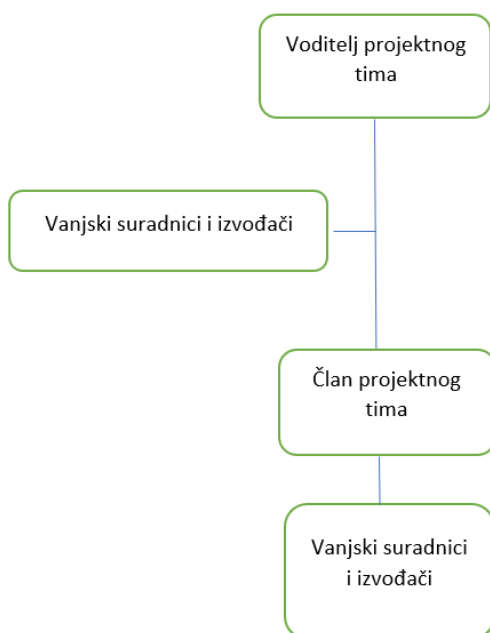 Voditelj projektnog
tima
Vanjski suradnici i izvođači
Član projektnog
tima
Vanjski suradnici
i izvođači